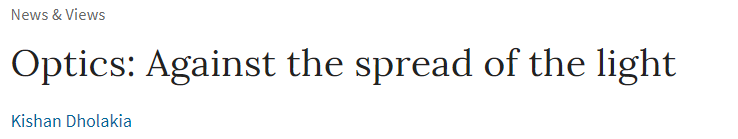 News & Views
Optics: Against the spread of the light
Kishan Dholakia